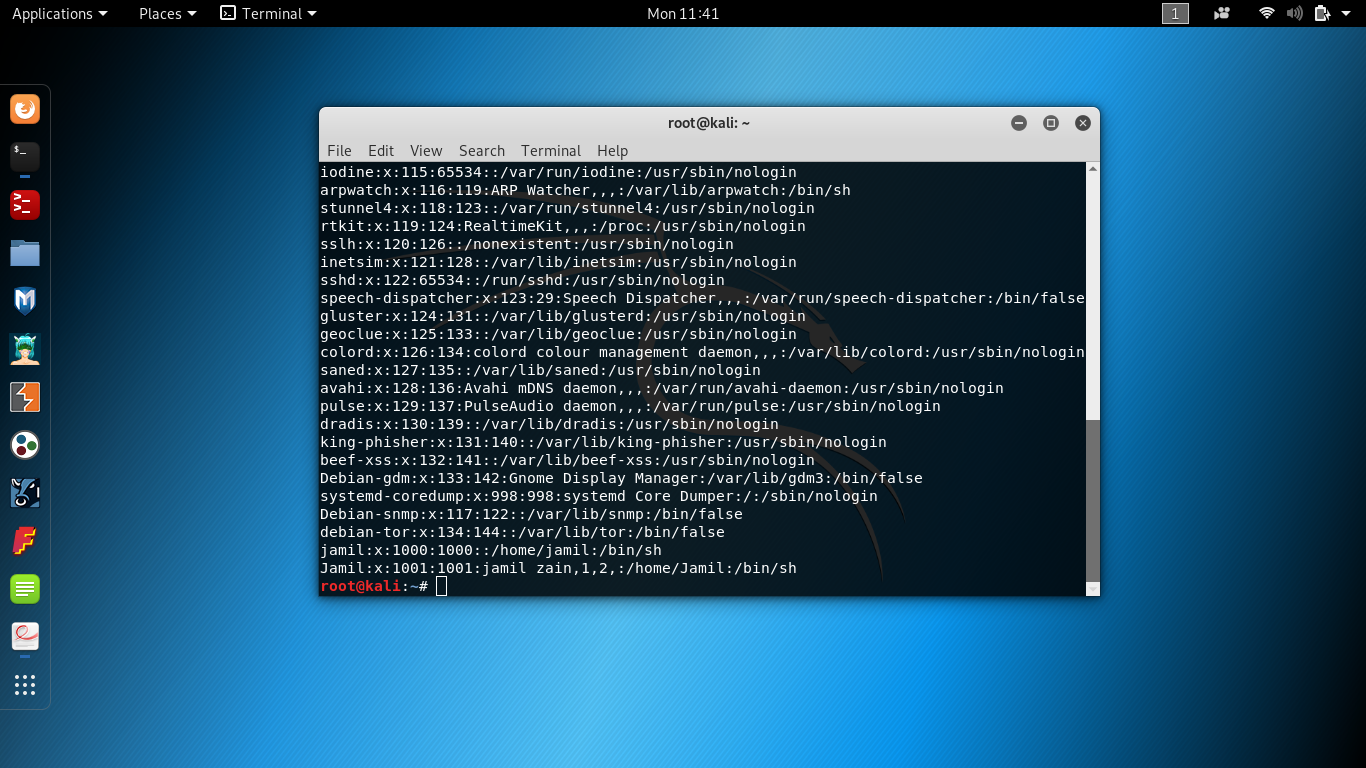 Applications Places Terminal Mon 11:41 1
root@kali: ~
File Edit View Search Terminal Help
iodine:x:115:65534::/var/run/iodine:/usr/sbin/nologin
arpwatch:x:116:119:ARP Watcher,,,:/var/lib/arpwatch:/bin/sh
stunnel4:x:118:123::/var/run/stunnel4:/usr/sbin/nologin
rtkit:x:119:124:RealtimeKit,,,:/proc:/usr/sbin/nologin
sslh:x:120:126::/nonexistent:/usr/sbin/nologin
inetsim:x:121:128::/var/lib/inetsim:/usr/sbin/nologin
sshd:x:122:65534::/run/sshd:/usr/sbin/nologin
speech-dispatcher:x:123:29:Speech Dispatcher,,,:/var/run/speech-dispatcher:/bin/false
gluster:x:124:131::/var/lib/glusterd:/usr/sbin/nologin
geoclue:x:125:133::/var/lib/geoclue:/usr/sbin/nologin
colord:x:126:134:colord colour management daemon,,,:/var/lib/colord:/usr/sbin/nologin
saned:x:127:135::/var/lib/saned:/usr/sbin/nologin
avahi:x:128:136:Avahi mDNS daemon,,,:/var/run/avahi-daemon:/usr/sbin/nologin
pulse:x:129:137:PulseAudio daemon,,,:/var/run/pulse:/usr/sbin/nologin
dradis:x:130:139::/var/lib/dradis:/usr/sbin/nologin
king-phisher:x:131:140::/var/lib/king-phisher:/usr/sbin/nologin
beef-xss:x:132:141::/var/lib/beef-xss:/usr/sbin/nologin
Debian-gdm:x:133:142:Gnome Display Manager:/var/lib/gdm3:/bin/false
systemd-coredump:x:998:998:systemd Core Dumper:/:/sbin/nologin
Debian-snmp:x:117:122::/var/lib/snmp:/bin/false
debian-tor:x:134:144::/var/lib/tor:/bin/false
jamil:x:1000:1000::/home/jamil:/bin/sh
Jamil:x:1001:1001:jamil zain,1,2,:/home/Jamil:/bin/sh
root@kali:~#